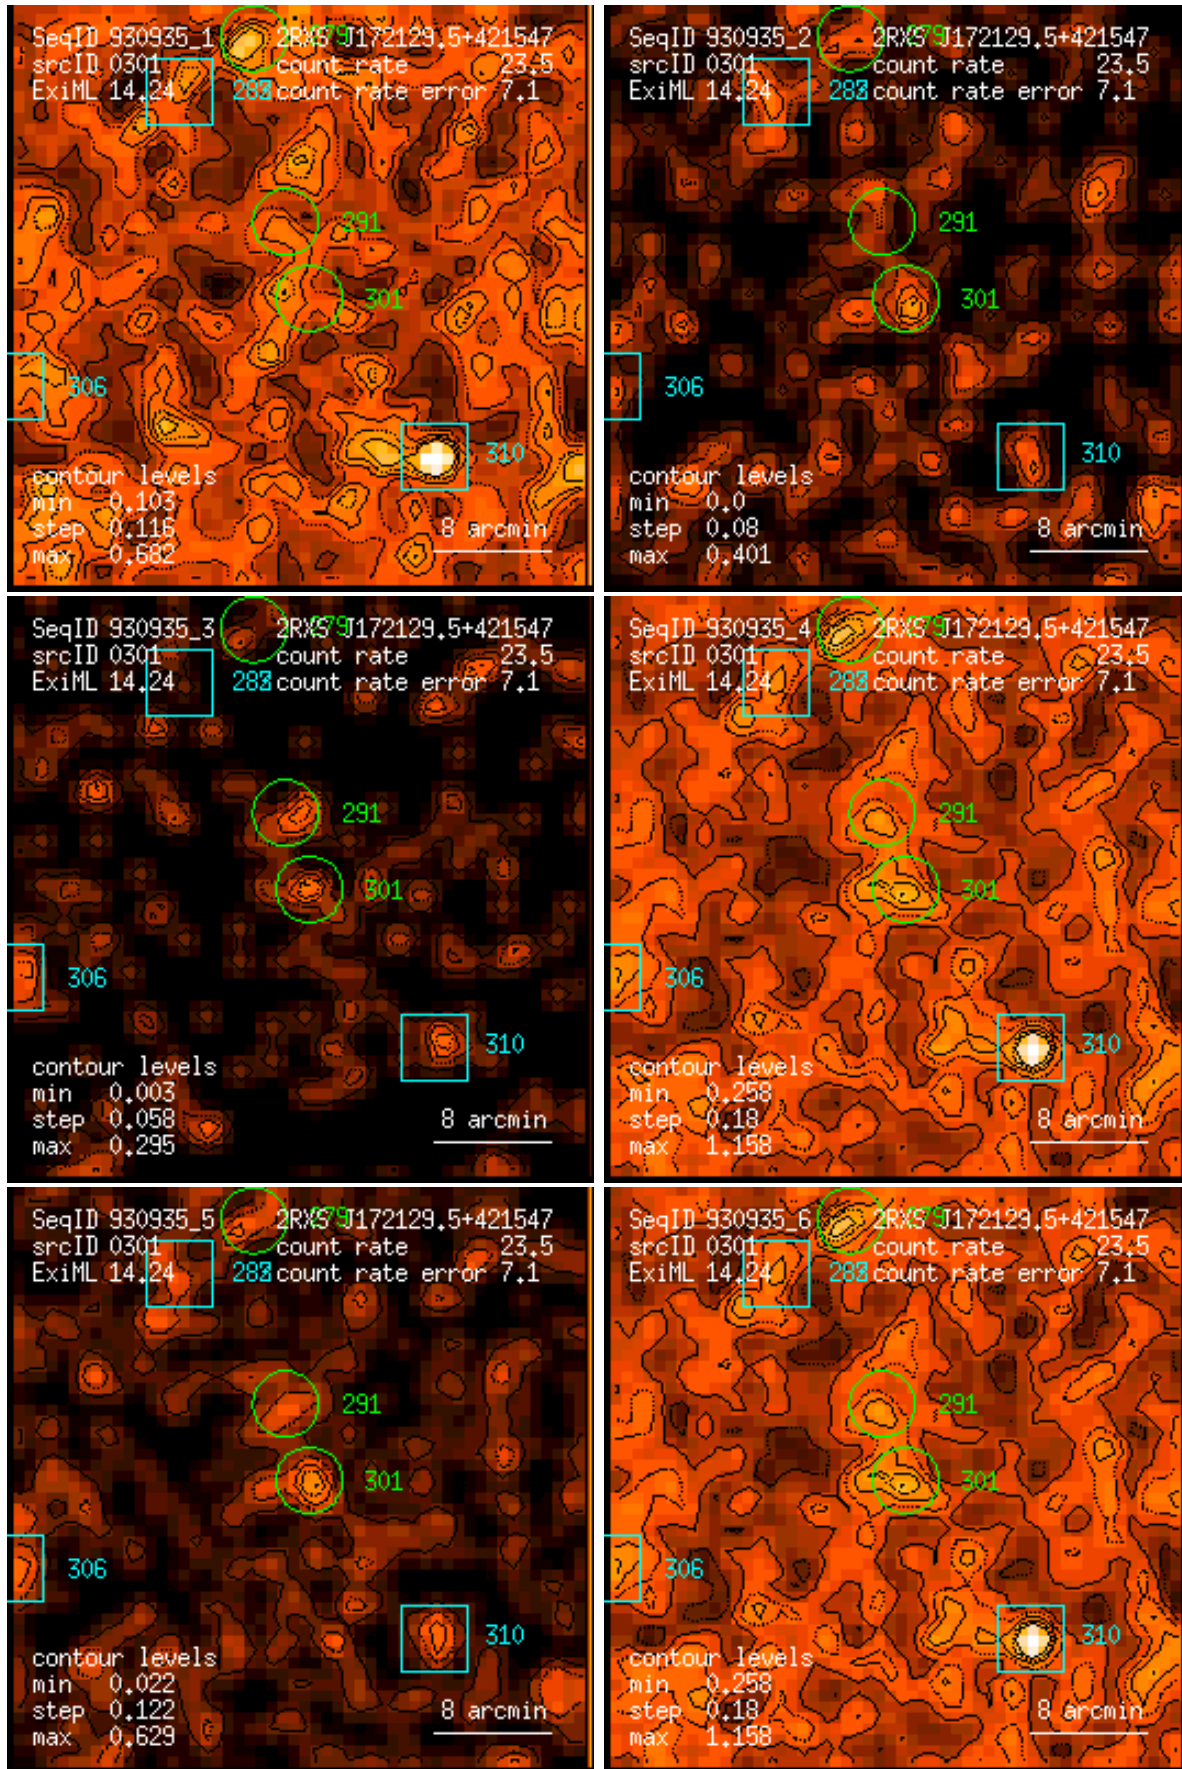 SeqID 930935_1 2RXS J172129.5+421547
srcID 0301 count rate 23.5
ExiML 14.24 count rate error 7.1
291
301
306
310
contour levels
min 0.103
step 0.116
max 0.682
8 arcmin
SeqID 930935_2 2RXS J172129.5+421547
srcID 0301 count rate 23.5
ExiML 14.24 count rate error 7.1
291
301
306
310
contour levels
min 0.0
step 0.08
max 0.401
8 arcmin
SeqID 930935_3 2RXS J172129.5+421547
srcID 0301 count rate 23.5
ExiML 14.24 count rate error 7.1
291
301
306
310
contour levels
min 0.003
step 0.058
max 0.295
8 arcmin
SeqID 930935_4 2RXS J172129.5+421547
srcID 0301 count rate 23.5
ExiML 14.24 count rate error 7.1
291
301
306
310
contour levels
min 0.258
step 0.18
max 1.158
8 arcmin
SeqID 930935_5 2RXS J172129.5+421547
srcID 0301 count rate 23.5
ExiML 14.24 count rate error 7.1
291
301
306
310
contour levels
min 0.022
step 0.122
max 0.629
8 arcmin
SeqID 930935_6 2RXS J172129.5+421547
srcID 0301 count rate 23.5
ExiML 14.24 count rate error 7.1
291
301
306
310
contour levels
min 0.258
step 0.18
max 1.158
8 arcmin